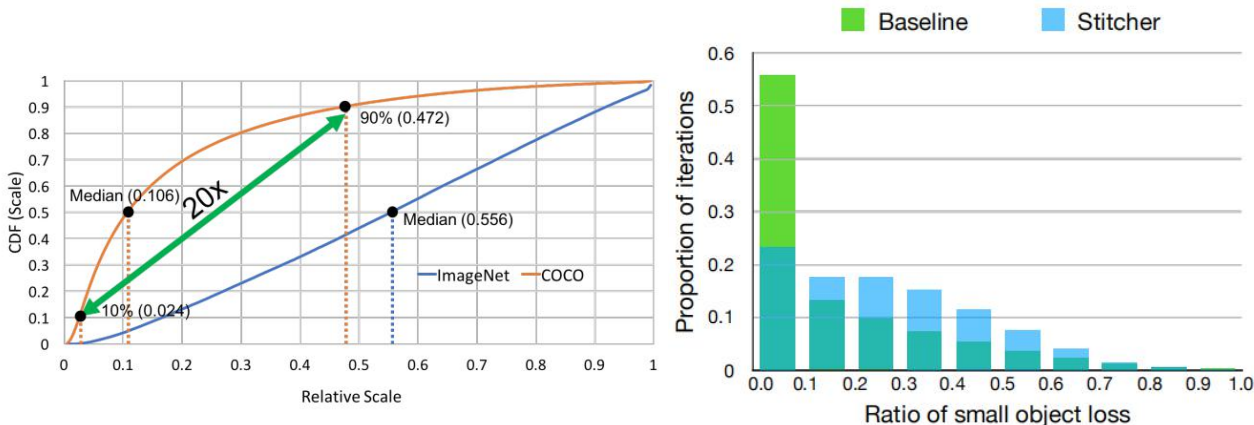 1
0.9
0.8
0.7
0.6
0.5
0.4
0.3
0.2
0.1
0
CDF (Scale)
90% (0.472)
Median (0.106)
20x
Median (0.556)
ImageNet COCO
10% (0.024)
0 0.1 0.2 0.3 0.4 0.5 0.6 0.7 0.8 0.9 1
Relative Scale
Baseline Stitcher
0.6
0.5
0.4
0.3
0.2
0.1
0
Proportion of iterations
0.0 0.1 0.2 0.3 0.4 0.5 0.6 0.7 0.8 0.9 1.0
Ratio of small object loss